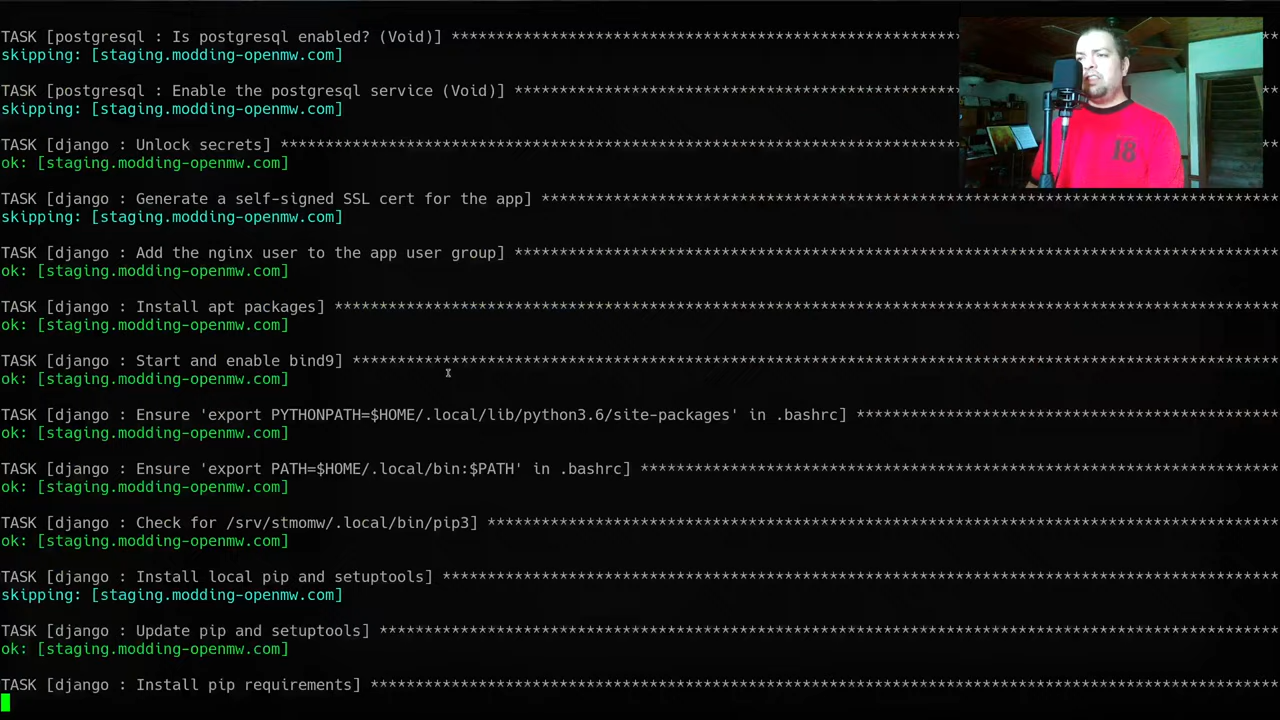 TASK [postgresql : Is postgresql enabled? (Void)] *********************************************************
skipping: [staging.modding-openmw.com]
TASK [postgresql : Enable the postgresql service (Void)] **************************************************
skipping: [staging.modding-openmw.com]
TASK [django : Unlock secrets] ****************************************************************************
ok: [staging.modding-openmw.com]
TASK [django : Generate a self-signed SSL cert for the app] ***********************************************
skipping: [staging.modding-openmw.com]
TASK [django : Add the nginx user to the app user group] **************************************************
ok: [staging.modding-openmw.com]
TASK [django : Install apt packages] **********************************************************************
ok: [staging.modding-openmw.com]
TASK [django : Start and enable bind9] ********************************************************************
ok: [staging.modding-openmw.com]
TASK [django : Ensure 'export PYTHONPATH=$HOME/.local/lib/python3.6/site-packages' in .bashrc] ************
ok: [staging.modding-openmw.com]
TASK [django : Ensure 'export PATH=$HOME/.local/bin:$PATH' in .bashrc] ************************************
ok: [staging.modding-openmw.com]
TASK [django : Check for /srv/stmomw/.local/bin/pip3] *****************************************************
ok: [staging.modding-openmw.com]
TASK [django : Install local pip and setuptools] **********************************************************
skipping: [staging.modding-openmw.com]
TASK [django : Update pip and setuptools] *****************************************************************
ok: [staging.modding-openmw.com]
TASK [django : Install pip requirements] ******************************************************************
18